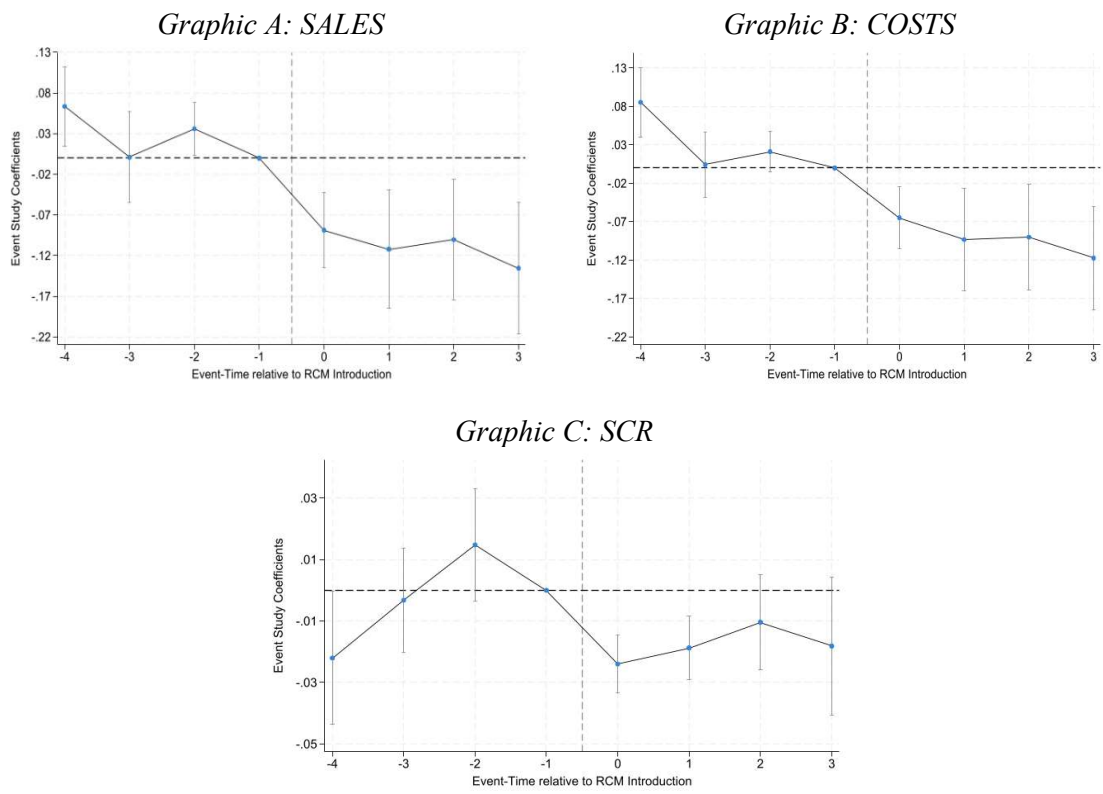 Graphic A: SALES
.13
.08
.03
-.02
-.07
-.12
-.17
-.22
Event Study Coefficients
-4 -3 -2 -1 0 1 2 3
Event-Time relative to RCM Introduction
Graphic B: COSTS
.13
.08
.03
-.02
-.07
-.12
-.17
-.22
Event Study Coefficients
-4 -3 -2 -1 0 1 2 3
Event-Time relative to RCM Introduction
Graphic C: SCR
.03
.01
-.01
-.03
-.05
Event Study Coefficients
-4 -3 -2 -1 0 1 2 3
Event-Time relative to RCM Introduction